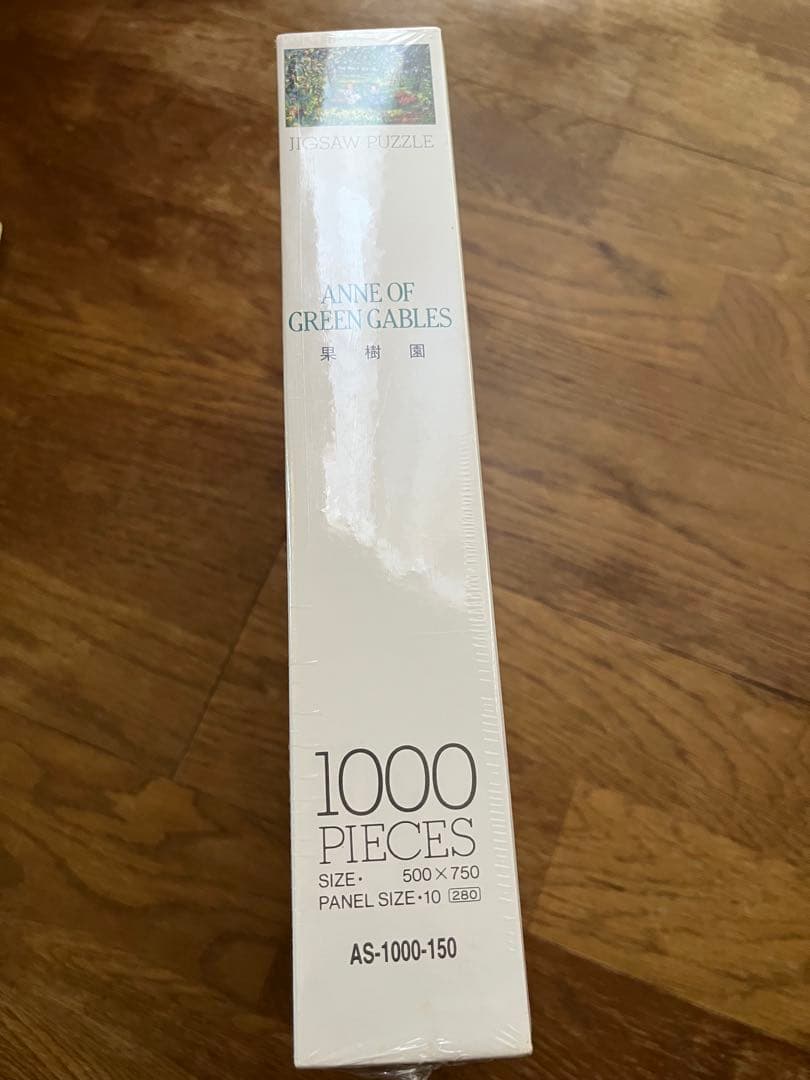 JIGSAW PUZZLE
ANNE OF
GREEN GABLES
果樹園
1000
PIECES
SIZE・ 500×750
PANEL SIZE・10 280
AS-1000-150